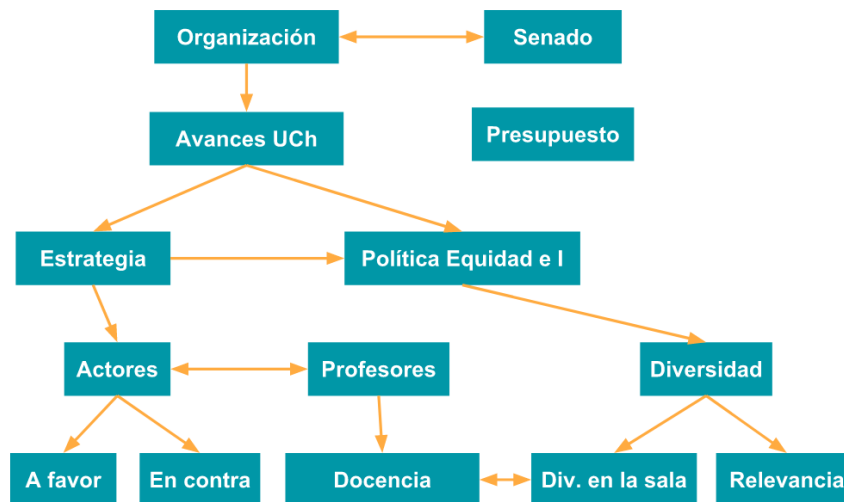 Organización
Senado
Presupuesto
Avances UCh
Estrategia
Política Equidad e I
Actores
Profesores
Diversidad
A favor
En contra
Docencia
Div. en la sala
Relevancia